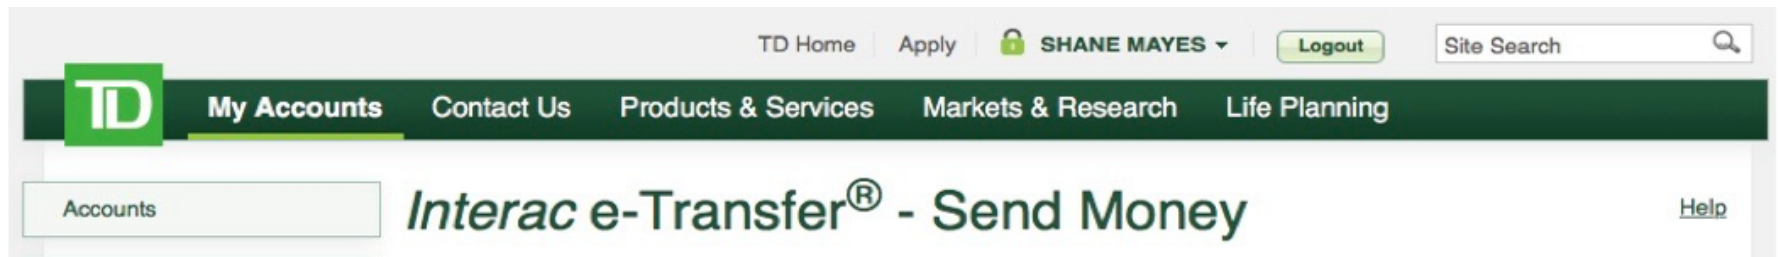 TD Home Apply SHANE MAYES Logout Site Search
TD My Accounts Contact Us Products & Services Markets & Research Life Planning
Accounts Interac e-Transfer® - Send Money Help